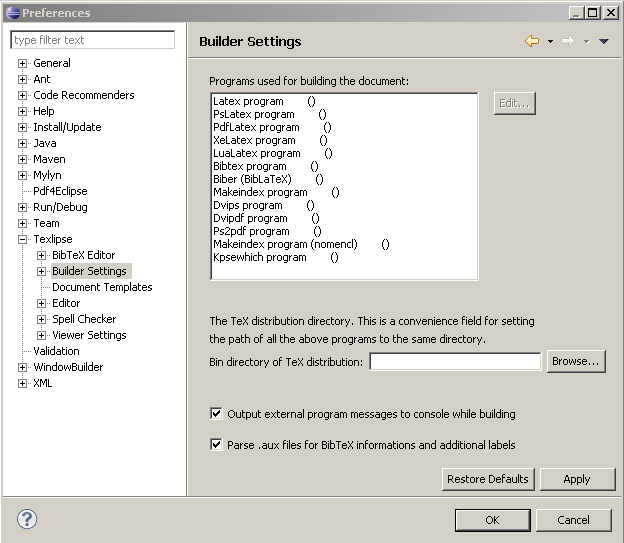 Preferences
type filter text
General
Ant
Code Recommenders
Help
Install/Update
Java
Maven
Mylyn
Pdf4Eclipse
Run/Debug
Team
Texlipse
BibTeX Editor
Builder Settings
Document Templates
Editor
Spell Checker
Viewer Settings
Validation
WindowBuilder
XML
Builder Settings
Programs used for building the document:
Latex program ()
PsLatex program ()
PdfLatex program ()
XeLatex program ()
LuaLatex program ()
Bibtex program ()
Biber (BibLaTeX) ()
Makeindex program ()
Dvips program ()
Dvipdf program ()
Ps2pdf program ()
Makeindex program (nomencl) ()
Kpsewhich program ()
Edit...
The TeX distribution directory. This is a convenience field for setting
the path of all the above programs to the same directory.
Bin directory of TeX distribution:
Browse...
Output external program messages to console while building
Parse .aux files for BibTeX informations and additional labels
Restore Defaults
Apply
?
OK
Cancel